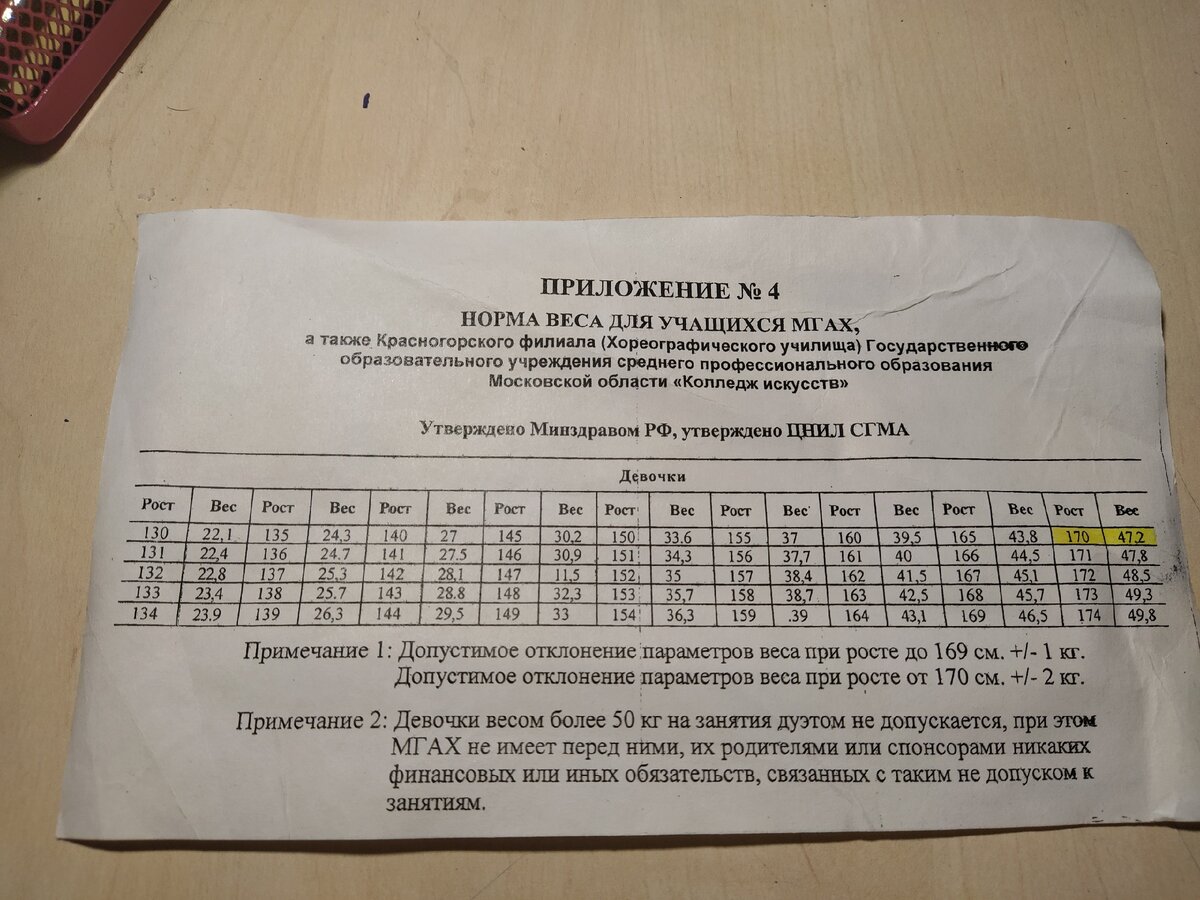 ПРИЛОЖЕНИЕ № 4
НОРМА ВЕСА ДЛЯ УЧАЩИХСЯ МГАХ,
а также Красногорского филиала (Хореографического училища) Государственного
образовательного учреждения среднего профессионального образования
Московской области «Колледж искусств»
Утверждено Минздравом РФ, утверждено ЦНИЛ СГМА
Девочки
Рост Вес Рост Вес Рост Вес Рост Вес Рост Вес Рост Вес Рост Вес Рост Вес Рост Вес
130 22,1 135 24,3 140 27 145 30,2 150 33,6 155 37 160 39,5 165 43,8 170 47,2
131 22,4 136 24.7 141 27.5 146 30,9 151 34,3 156 37,7 161 40 166 44,5 171 47,8
132 22,8 137 25,3 142 28,1 147 11,5 152 35 157 38,4 162 41,5 167 45,1 172 48,5
133 23,4 138 25.7 143 28.8 148 32,3 153 35,7 158 38,7 163 42,5 168 45,7 173 49,3
134 23.9 139 26,3 144 29,5 149 33 154 36,3 159 .39 164 43,1 169 46,5 174 49,8
Примечание 1: Допустимое отклонение параметров веса при росте до 169 см. +/- 1 кг.
Допустимое отклонение параметров веса при росте от 170 см. +/- 2 кг.
Примечание 2: Девочки весом более 50 кг на занятия дуэтом не допускается, при этом
МГАХ не имеет перед ними, их родителями или спонсорами никаких
финансовых или иных обязательств, связанных с таким не допуском к
занятиям.